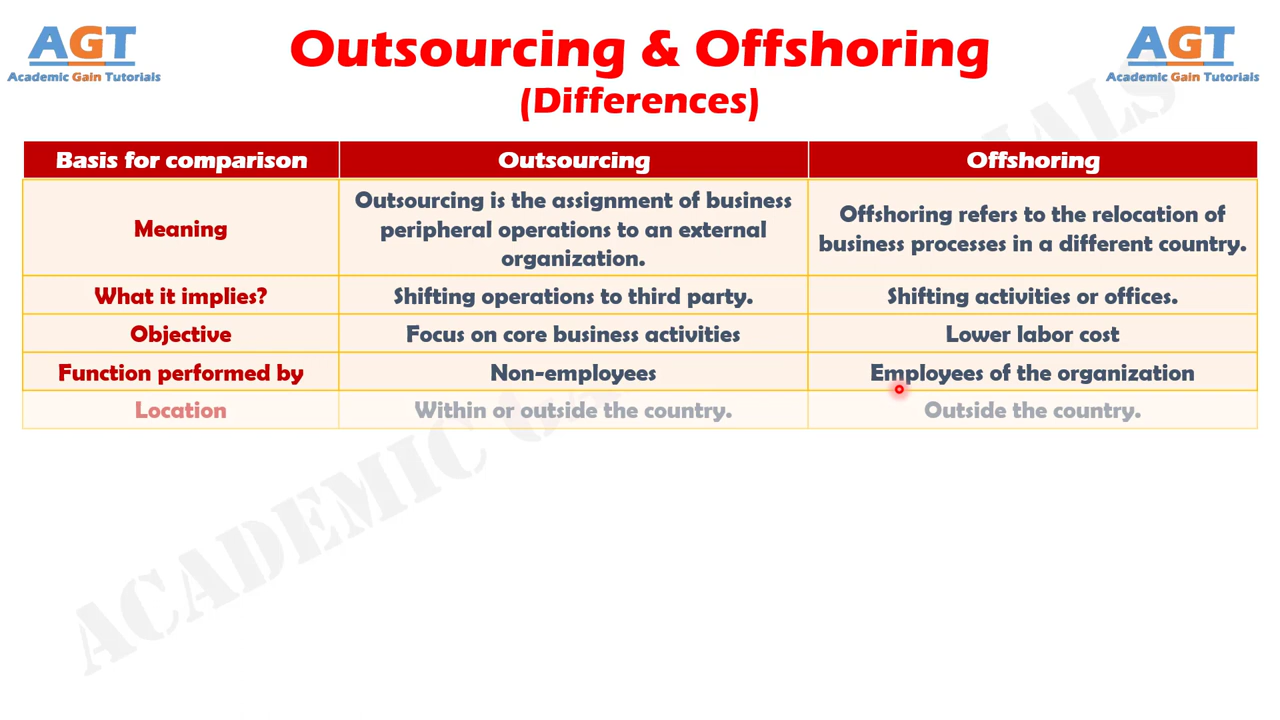 AGT
Academic Gain Tutorials
Outsourcing & Offshoring
(Differences)
AGT
Academic Gain Tutorials
Basis for comparison
Outsourcing
Offshoring
Meaning
Outsourcing is the assignment of business
peripheral operations to an external
organization.
Offshoring refers to the relocation of
business processes in a different country.
What it implies?
Shifting operations to third party.
Shifting activities or offices.
Objective
Focus on core business activities
Lower labor cost
Function performed by
Non-employees
Employees of the organization
Location
Within or outside the country.
Outside the country.
ACADEMIC